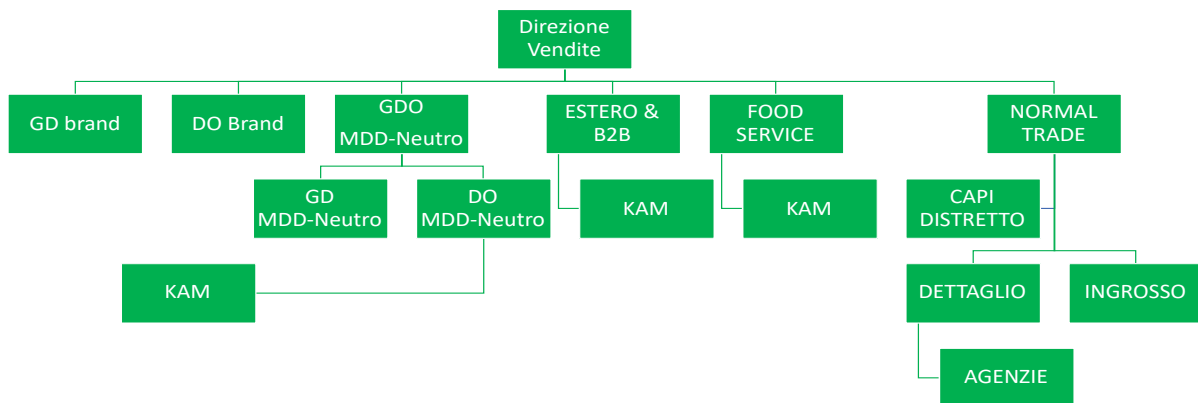 Direzione
Vendite
GD brand
DO Brand
GDO
MDD-Neutro
ESTERO &
B2B
FOOD
SERVICE
NORMAL
TRADE
GD
MDD-Neutro
DO
MDD-Neutro
KAM
KAM
CAPI
DISTRETTO
KAM
DETTAGLIO
INGROSSO
AGENZIE